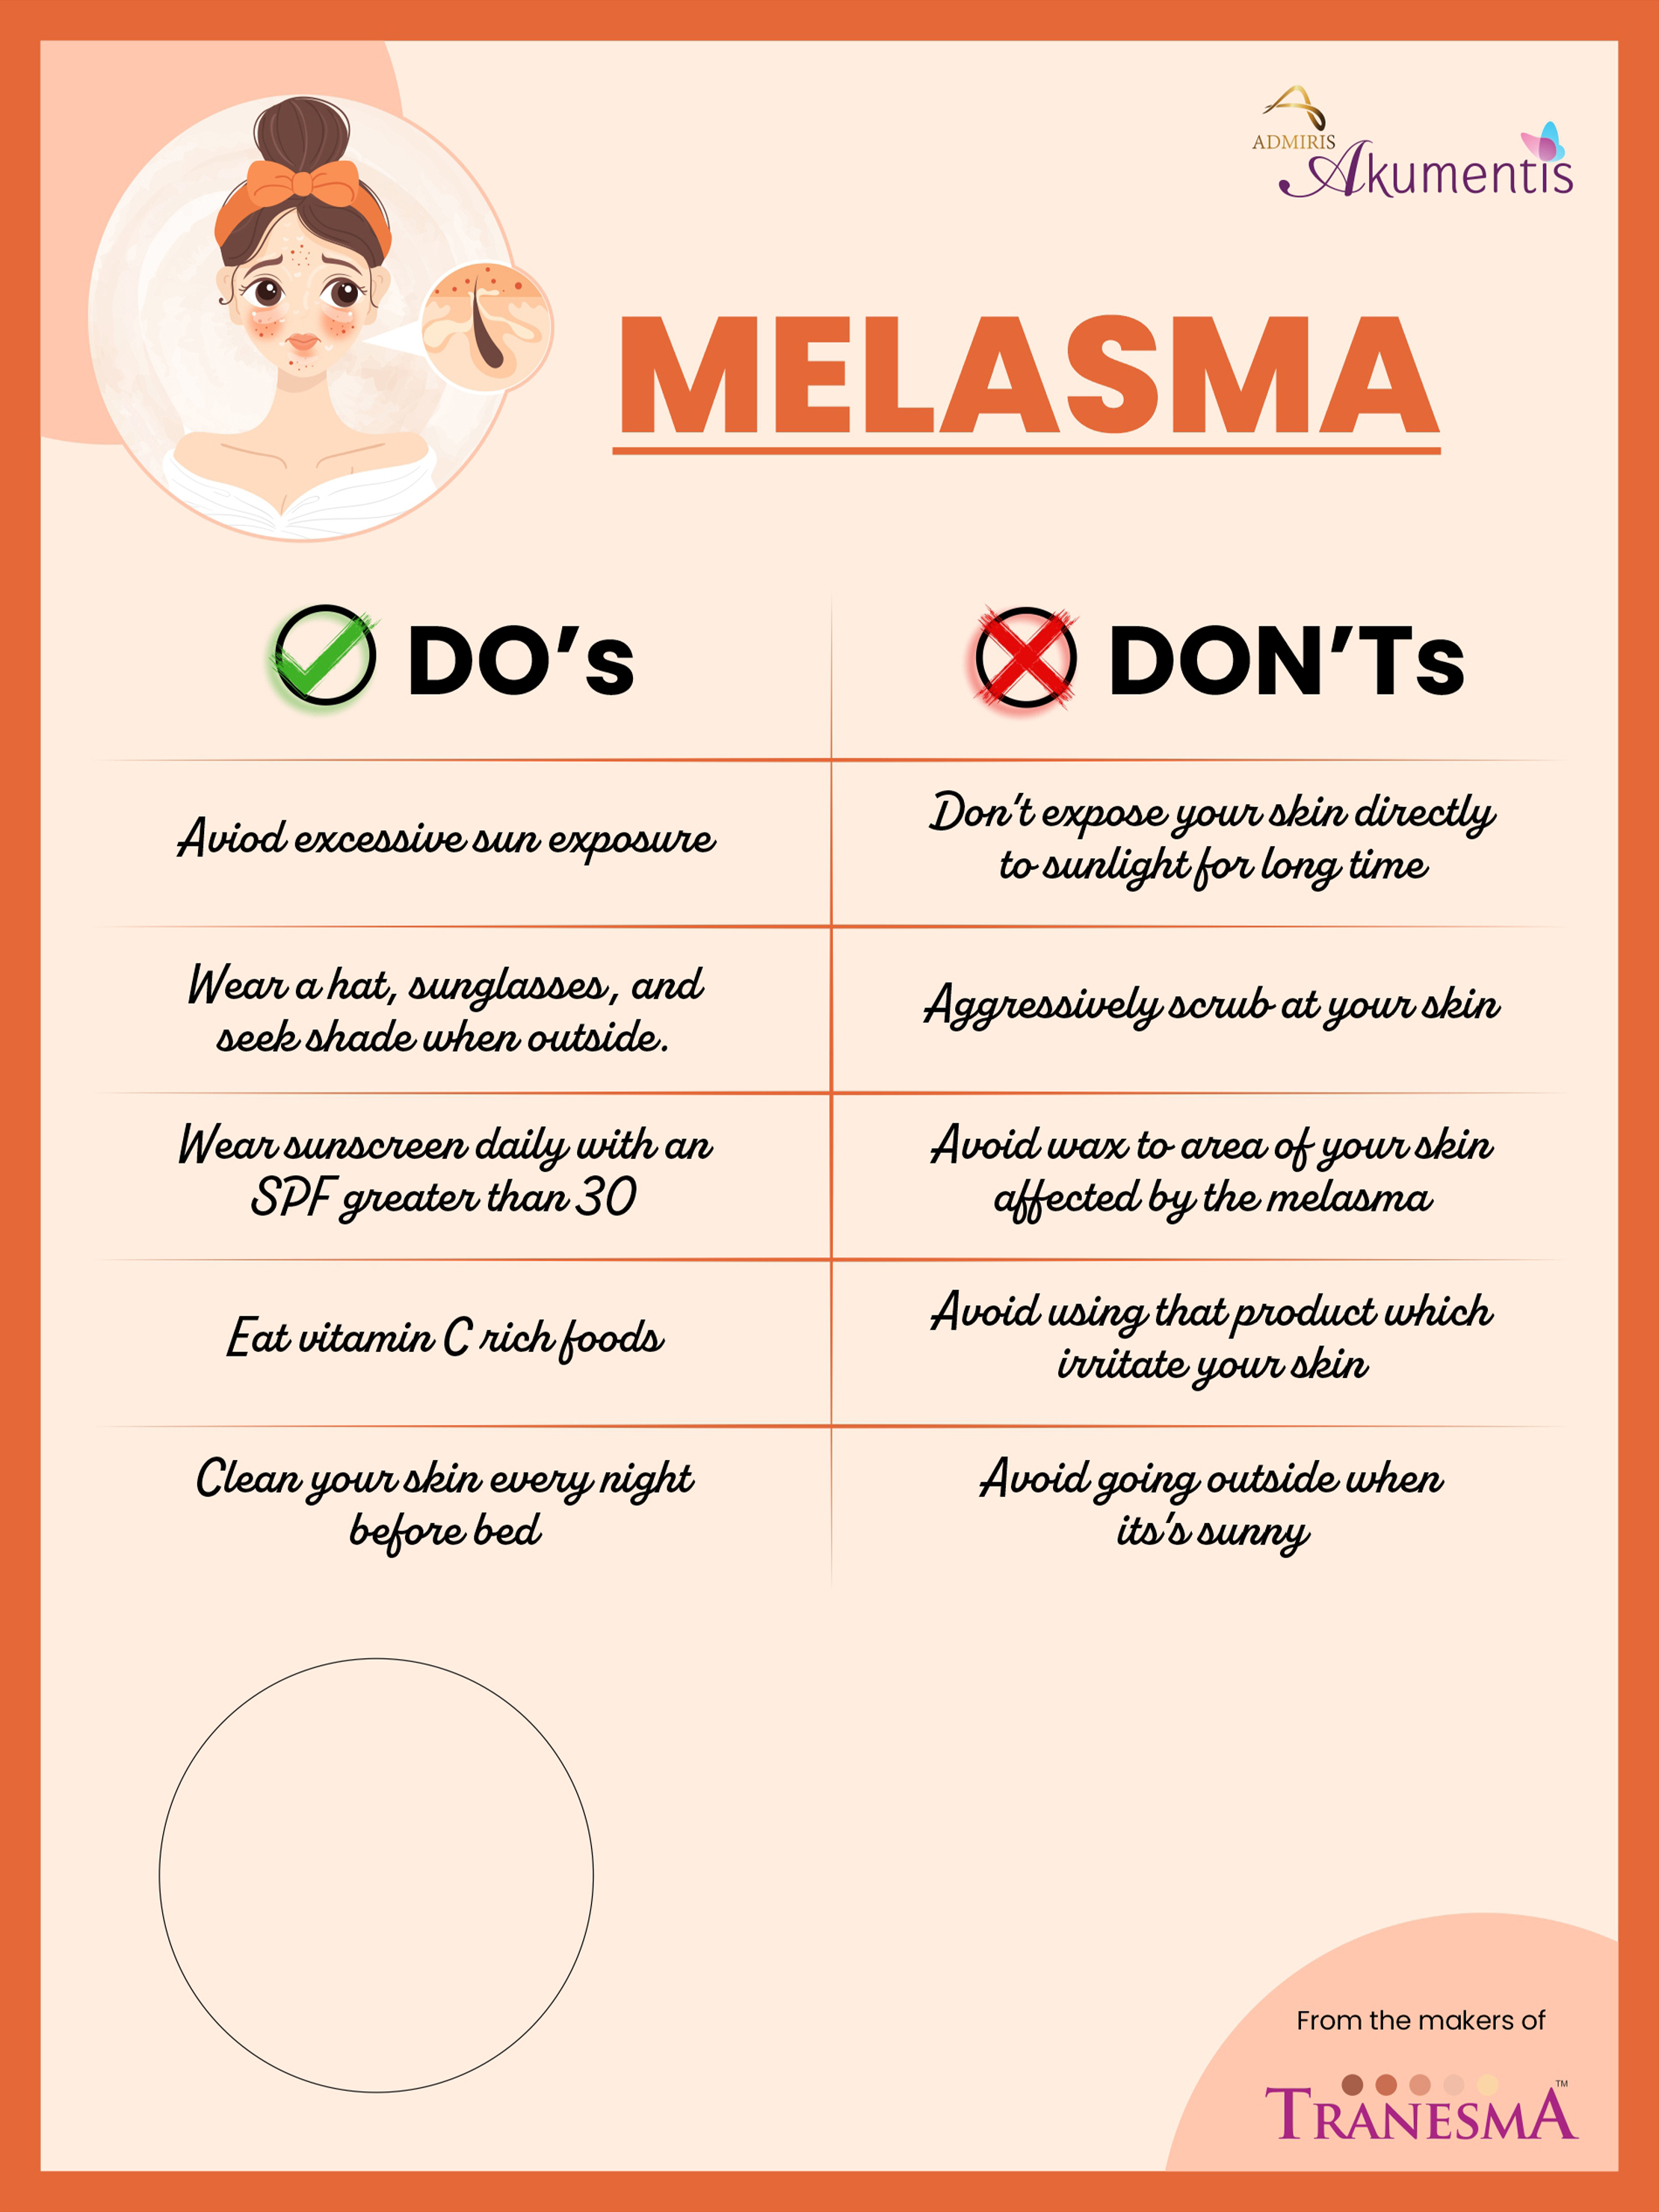 ADMIRIS
Akumentis
MELASMA
DO's
DON'Ts
Aviod excessive sun exposure
Don't expose your skin directly
to sunlight for long time
Wear a hat, sunglasses, and
seek shade when outside.
Aggressively scrub at your skin
Wear sunscreen daily with an
SPF greater than 30
Avoid wax to area of your skin
affected by the melasma
Eat vitamin C rich foods
Avoid using that product which
irritate your skin
Clean your skin every night
before bed
Avoid going outside when
its's sunny
From the makers of
TRANESMA™